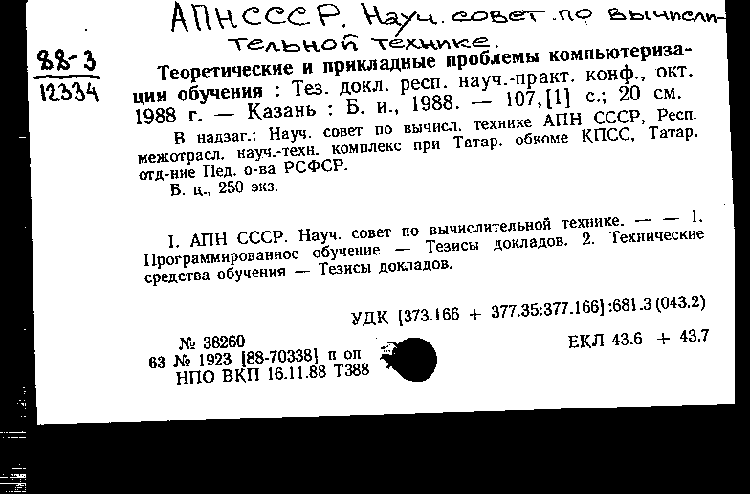 АПН СССР. Науч. совет по вычисли-
тельной технике.
88-3
12334
Теоретические и прикладные проблемы компьютериза-
ции обучения : Тез. докл. респ. науч.-практ. конф., окт.
1988 г. — Казань : Б. и., 1988. — 107,[1] с.; 20 см.
В надзаг.: Науч. совет по вычисл. технике АПН СССР, Респ.
межотрасл. науч.-техн. комплекс при Татар. обкоме КПСС, Татар.
отд-ние Пед. о-ва РСФСР.
Б. ц., 250 экз.
I. АПН СССР. Науч. совет по вычислительной технике. — — 1.
Программированное обучение — Тезисы докладов. 2. Технические
средства обучения — Тезисы докладов.
УДК [373.166 + 377.35:377.166]:681.3(043.2)
№ 36260
63 № 1923 [88-70338] п оп
ЕКЛ 43.6 + 43.7
НПО ВКП 16.11.88 Т388